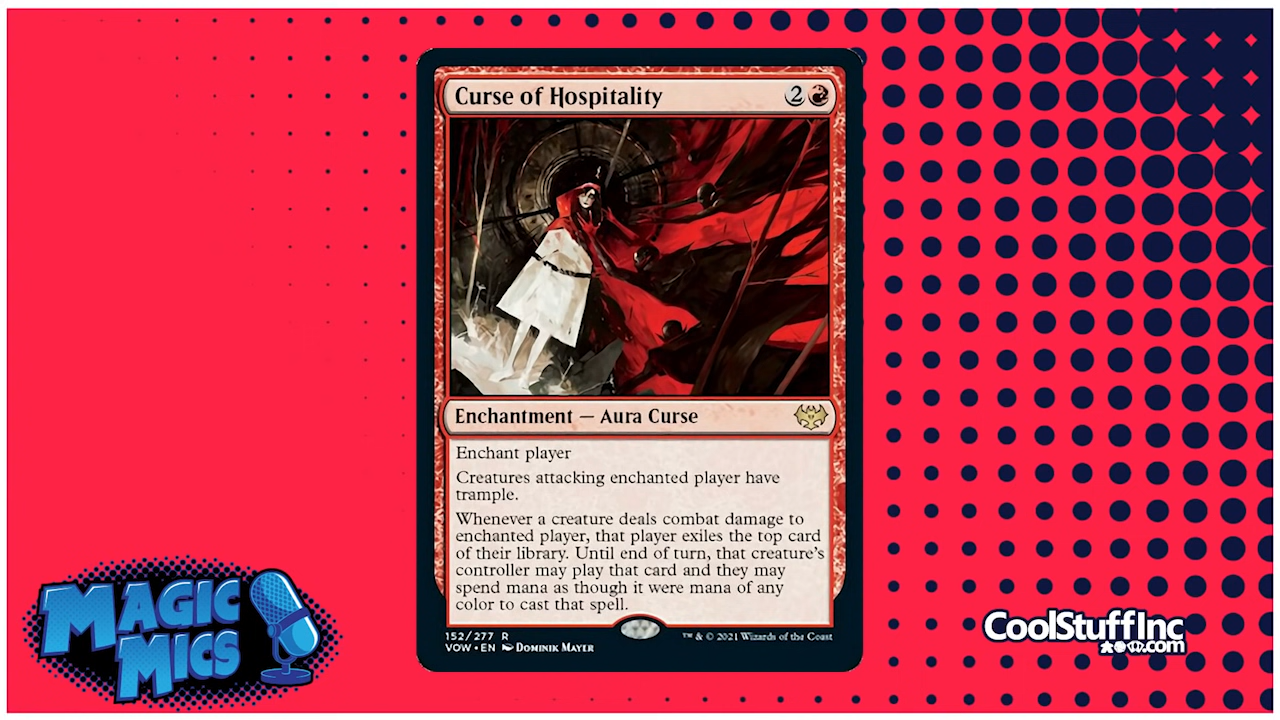 Curse of Hospitality 2
Enchantment — Aura Curse
Enchant player
Creatures attacking enchanted player have
trample.
Whenever a creature deals combat damage to
enchanted player, that player exiles the top card
of their library. Until end of turn, that creature's
controller may play that card and they may
spend mana as though it were mana of any
color to cast that spell.
152/277 R
VOW • EN DOMINIK MAYER
™ & © 2021 Wizards of the Coast
MAGIC
MICS
CoolStuffInc
.com